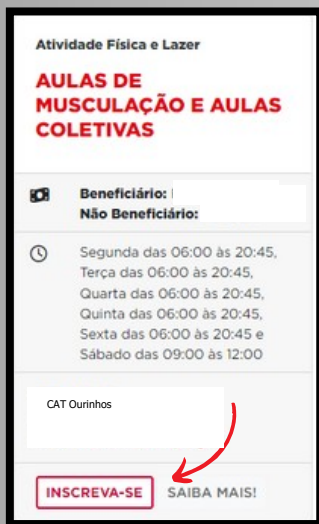 Atividade Física e Lazer
AULAS DE
MUSCULAÇÃO E AULAS
COLETIVAS
Beneficiário:
Não Beneficiário:
Segunda das 06:00 às 20:45,
Terça das 06:00 às 20:45,
Quarta das 06:00 às 20:45,
Quinta das 06:00 às 20:45,
Sexta das 06:00 às 20:45 e
Sábado das 09:00 às 12:00
CAT Ourinhos
INSCREVA-SE SAIBA MAIS!